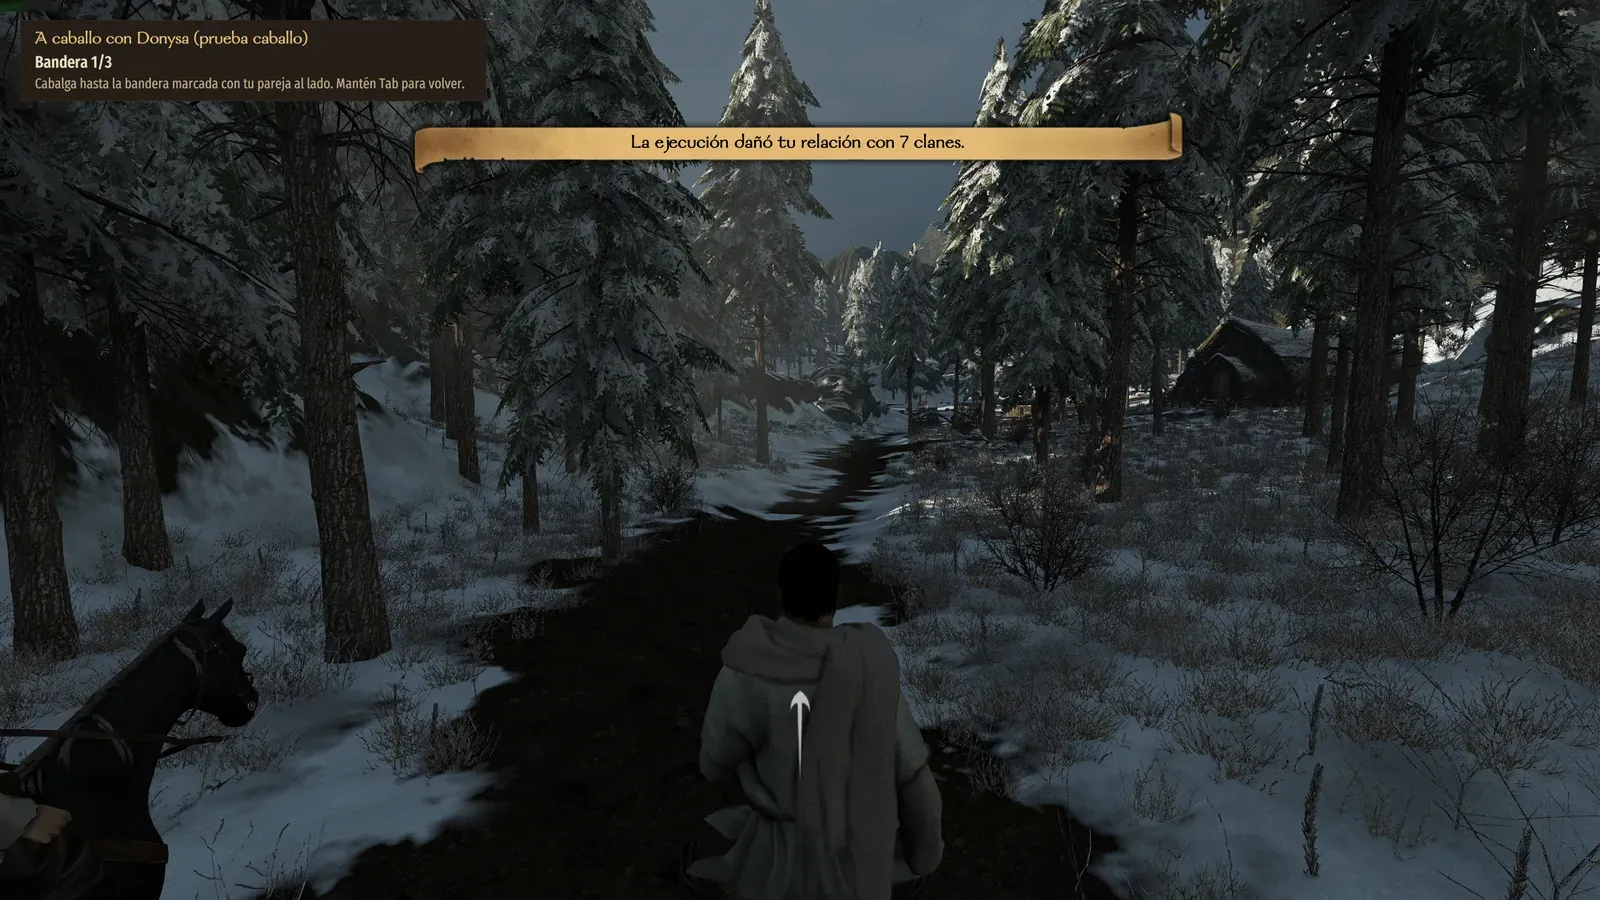 A caballo con Donysa (prueba caballo)
Bandera 1/3
Cabalga hasta la bandera marcada con tu pareja al lado. Mantén Tab para volver.
La ejecución dañó tu relación con 7 clanes.